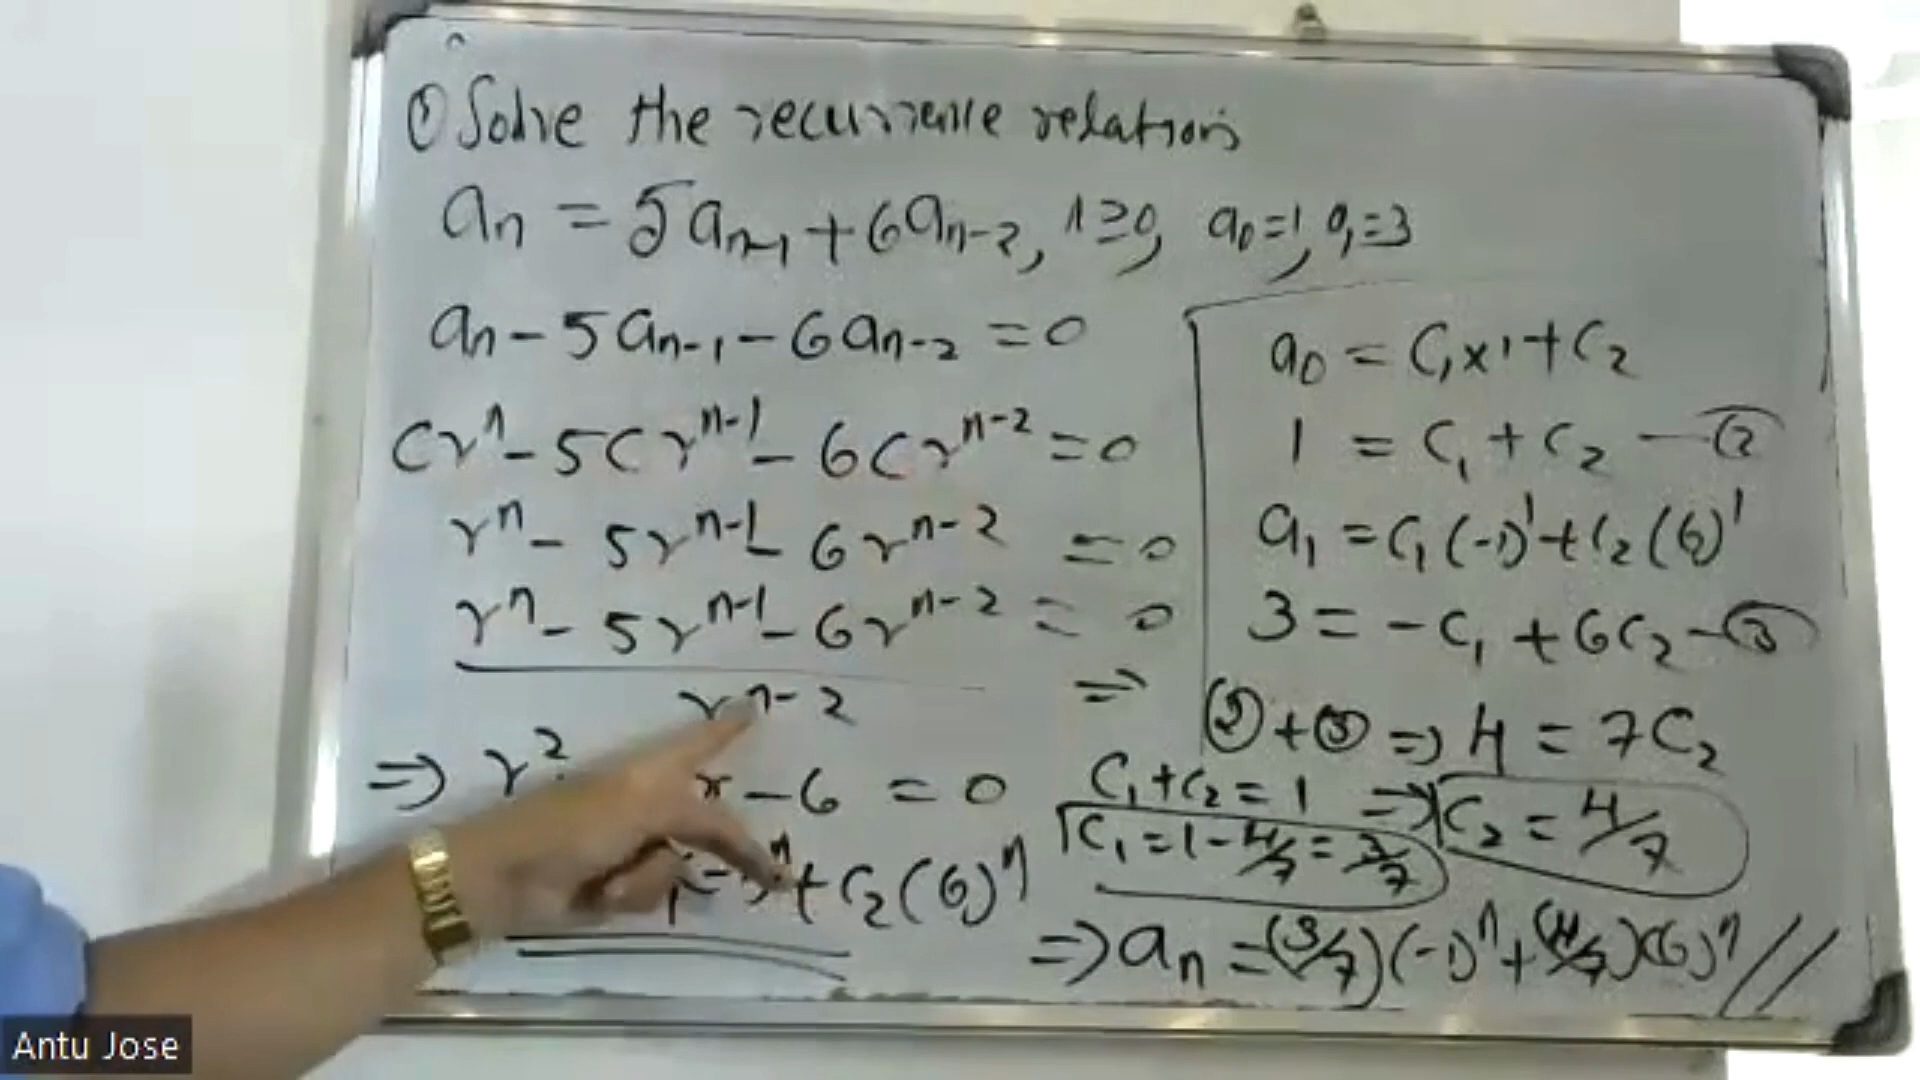 ① Solve the recurrence relations
an = 5an-1 + 6an-2, n≥0, a0=1, a1=3
an - 5an-1 - 6an-2 = 0
Crⁿ - 5Crⁿ⁻¹ - 6Crⁿ⁻² = 0
rⁿ - 5rⁿ⁻¹ - 6rⁿ⁻² = 0
rⁿ - 5rⁿ⁻¹ - 6rⁿ⁻² = 0
rⁿ⁻² ⇒
⇒ r² r - 6 = 0
ⁿ + C2(6)ⁿ
a0 = C1×1 + C2
1 = C1 + C2 — ②
a1 = C1(-1)¹ + C2(6)¹
3 = -C1 + 6C2 — ③
② + ③ ⇒ 4 = 7C2
C1 + C2 = 1 ⇒ C2 = 4/7
C1 = 1 - 4/7 = 3/7
⇒ an = (3/7)(-1)ⁿ + (4/7)(6)ⁿ //
Antu Jose